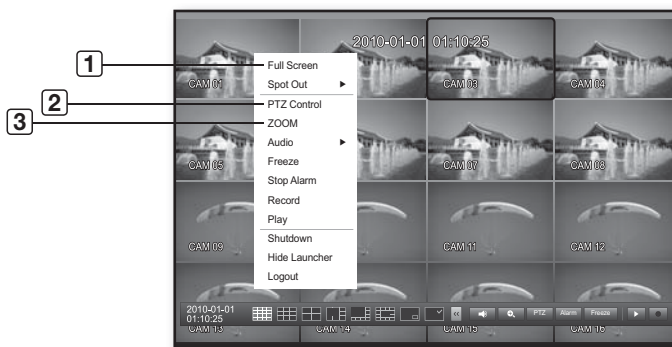 2010-01-01 01:10:25
1
Full Screen
CAM 01
Spot Out
CAM 03
CAM 04
2
PTZ Control
3
ZOOM
Audio
CAM 05
Freeze
CAM 07
CAM 08
Stop Alarm
Record
Play
CAM 09
Shutdown
CAM 11
CAM 12
Hide Launcher
Logout
2010-01-01
01:10:25
PTZ
Alarm
Freeze
CAM 13
CAM 14
CAM 15
CAM 16